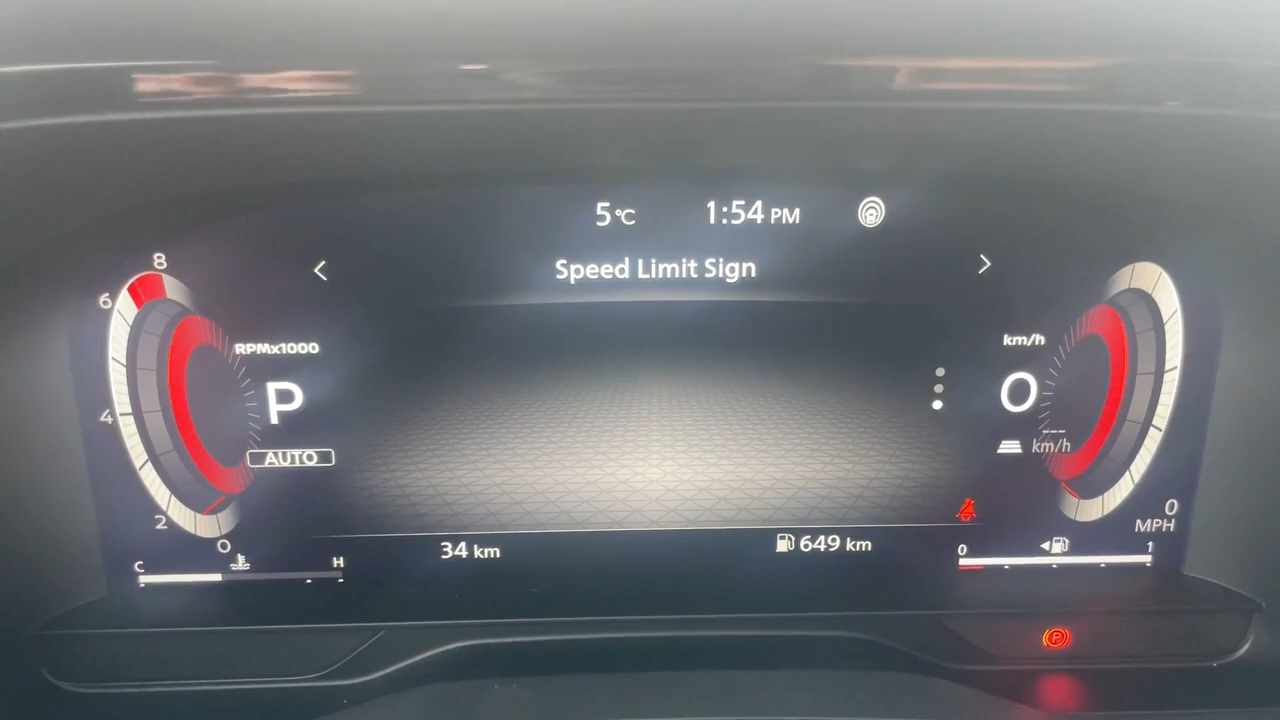 5°C 1:54 PM
Speed Limit Sign
8
6
RPMx1000
km/h
P
0
4
AUTO
--- km/h
2
0
MPH
0
34 km
649 km
C
H
0
1
P